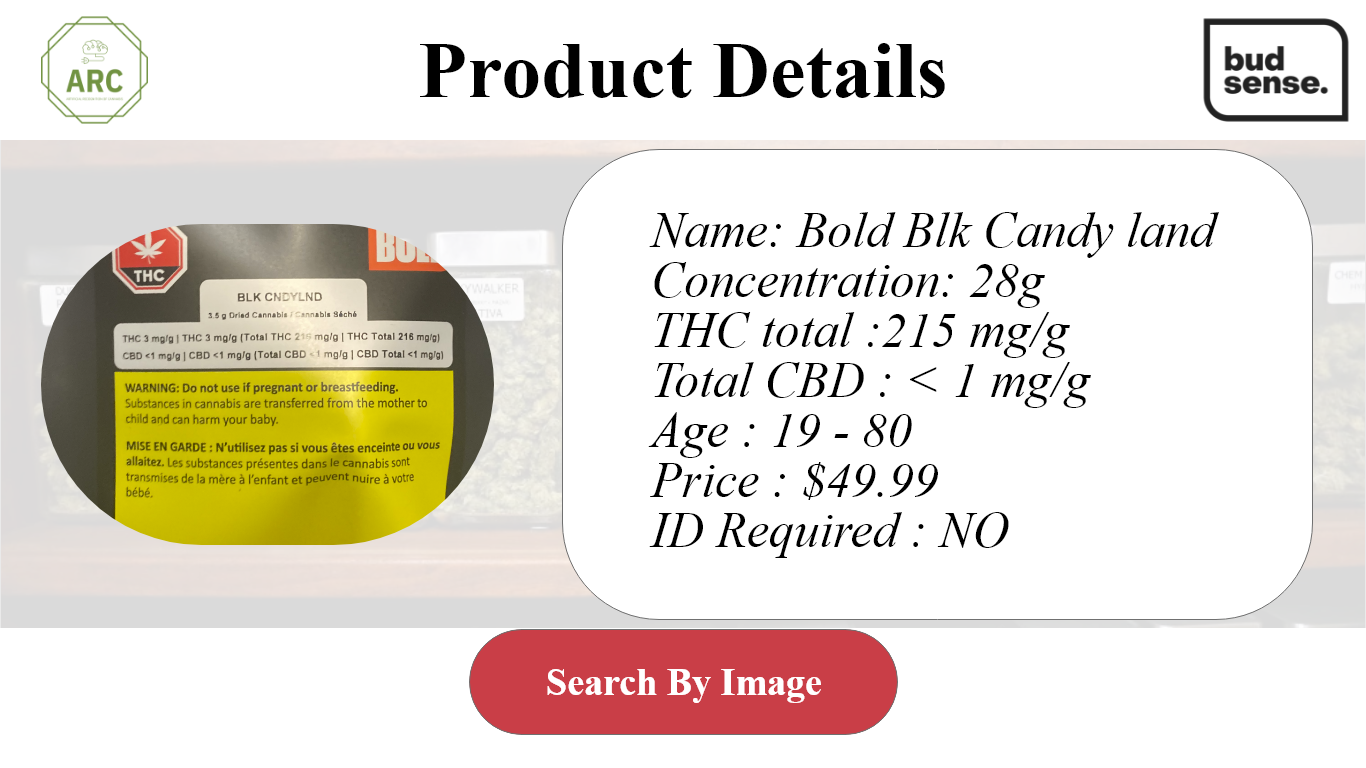 ARC
Product Details
bud
sense.
THC
BOL
BLK CNDYLND
3.5 g Dried Cannabis / Cannabis Séché
THC 3 mg/g | THC 3 mg/g (Total THC 216 mg/g | THC Total 216 mg/g)
CBD <1 mg/g | CBD <1 mg/g (Total CBD <1 mg/g | CBD Total <1 mg/g)
WARNING: Do not use if pregnant or breastfeeding.
Substances in cannabis are transferred from the mother to
child and can harm your baby.
MISE EN GARDE : N'utilisez pas si vous êtes enceinte ou vous
allaitez. Les substances présentes dans le cannabis sont
transmises de la mère à l'enfant et peuvent nuire à votre
bébé.
YWALKER
TIVA
CHEM
Name: Bold Blk Candy land
Concentration: 28g
THC total :215 mg/g
Total CBD : < 1 mg/g
Age : 19 - 80
Price : $49.99
ID Required : NO
Search By Image